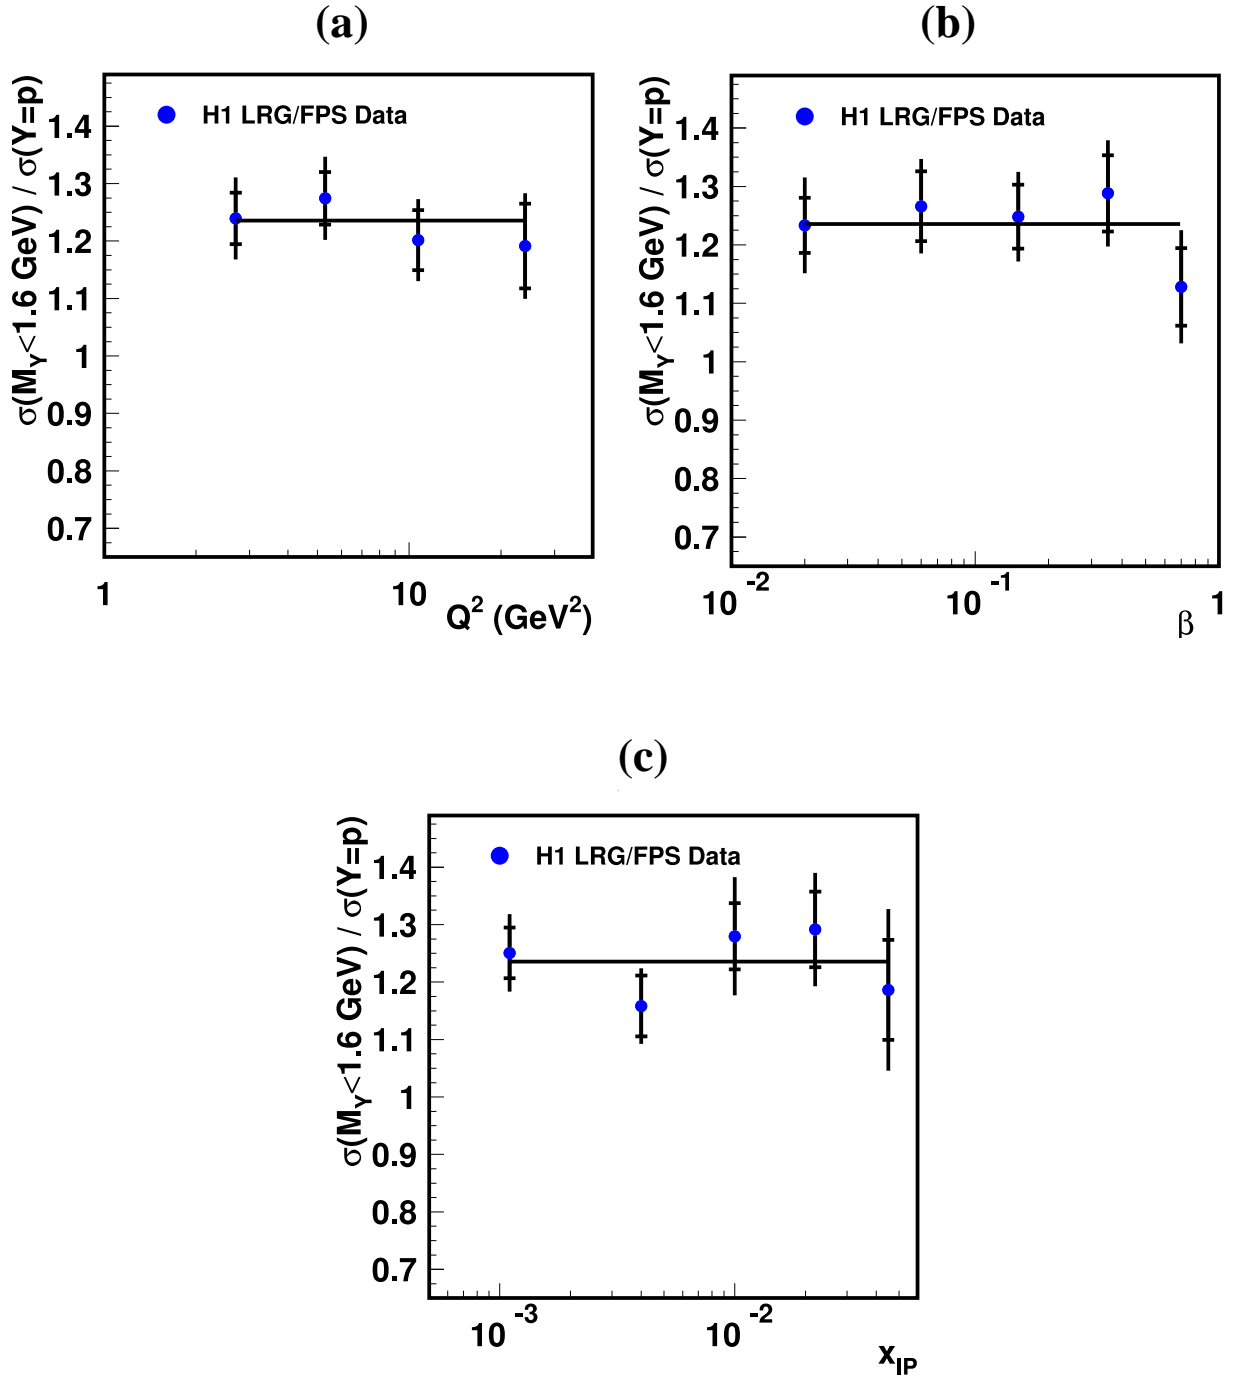 (a)
σ(M_Y<1.6 GeV) / σ(Y=p)
H1 LRG/FPS Data
1.4
1.3
1.2
1.1
1
0.9
0.8
0.7
1 10
Q² (GeV²)
(b)
σ(M_Y<1.6 GeV) / σ(Y=p)
H1 LRG/FPS Data
1.4
1.3
1.2
1.1
1
0.9
0.8
0.7
10⁻² 10⁻¹ 1
β
(c)
σ(M_Y<1.6 GeV) / σ(Y=p)
H1 LRG/FPS Data
1.4
1.3
1.2
1.1
1
0.9
0.8
0.7
10⁻³ 10⁻²
x_IP